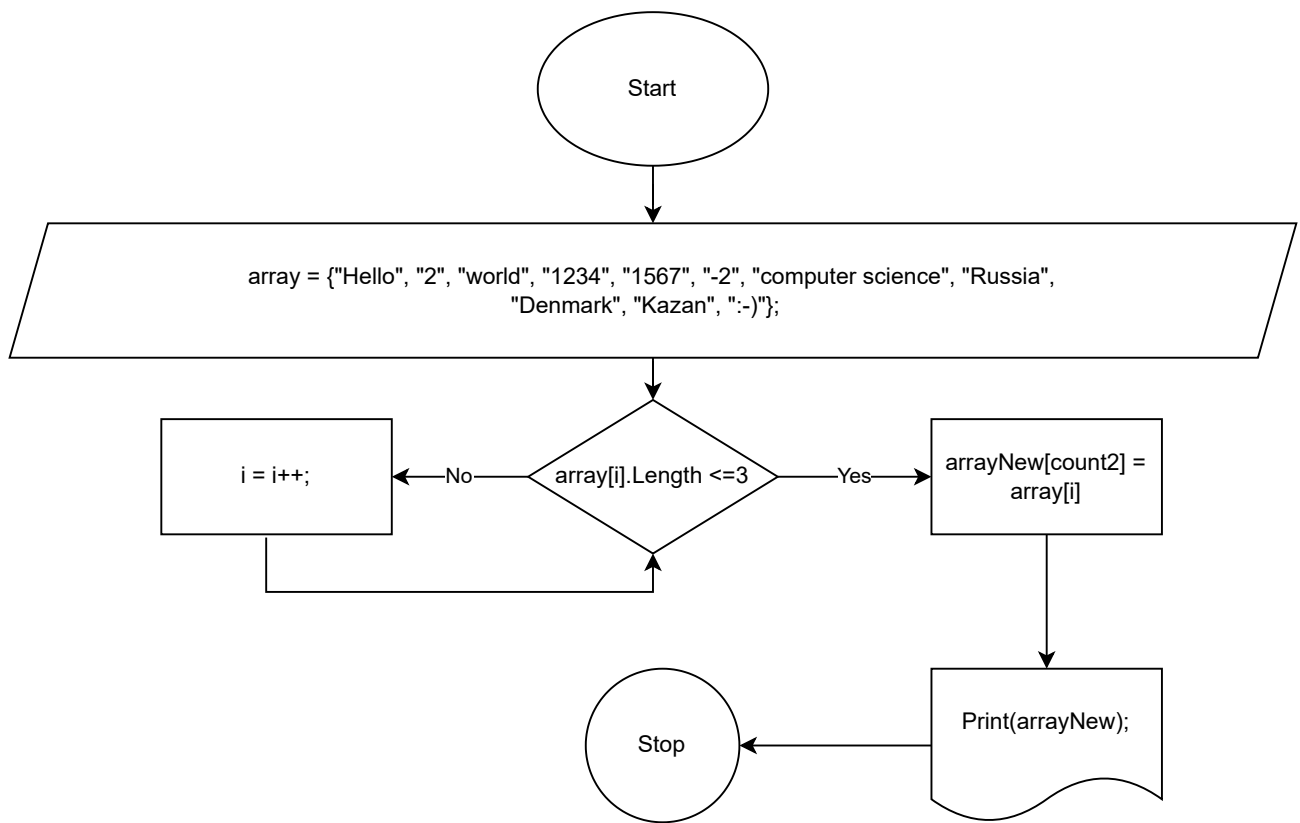 Start
array = {"Hello", "2", "world", "1234", "1567", "-2", "computer science", "Russia",
"Denmark", "Kazan", ":-)"};
i = i++;
No
array[i].Length <=3
Yes
arrayNew[count2] =
array[i]
Stop
Print(arrayNew);